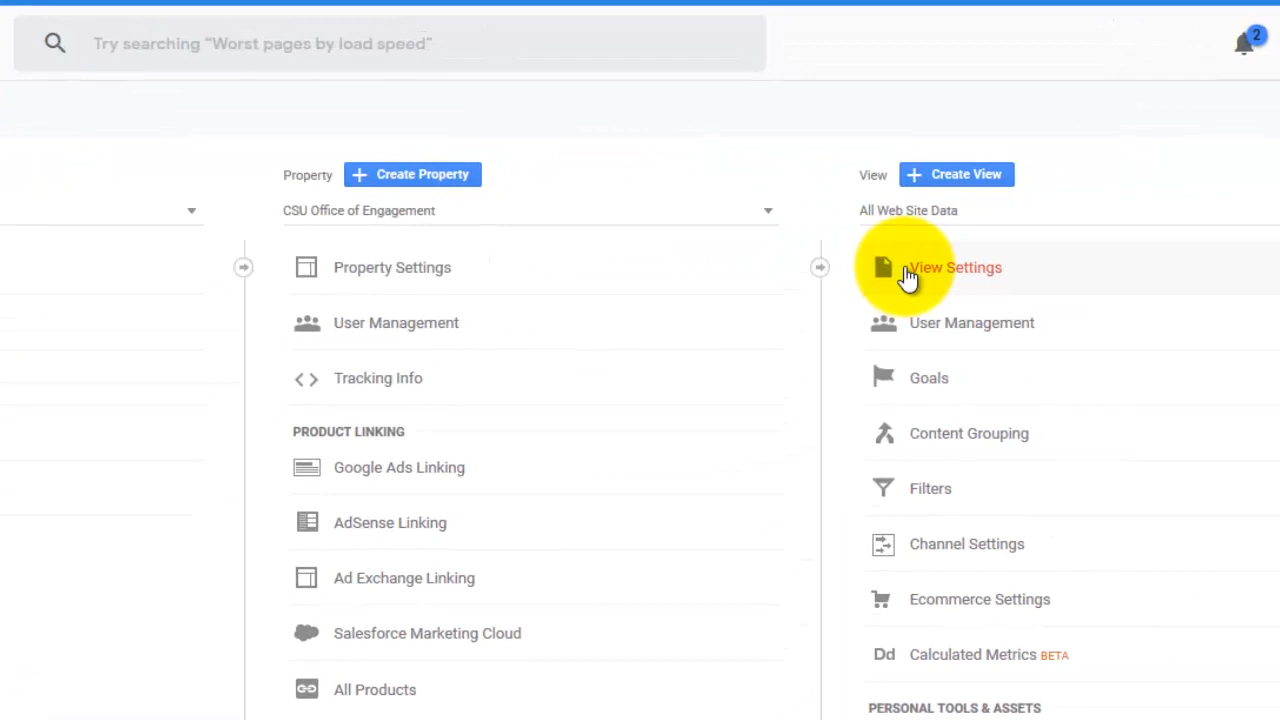 Try searching “Worst pages by load speed”
2
Property
Create Property
CSU Office of Engagement
Property Settings
User Management
Tracking Info
PRODUCT LINKING
Google Ads Linking
AdSense Linking
Ad Exchange Linking
Salesforce Marketing Cloud
All Products
View
Create View
All Web Site Data
View Settings
User Management
Goals
Content Grouping
Filters
Channel Settings
Ecommerce Settings
Dd Calculated Metrics BETA
PERSONAL TOOLS & ASSETS